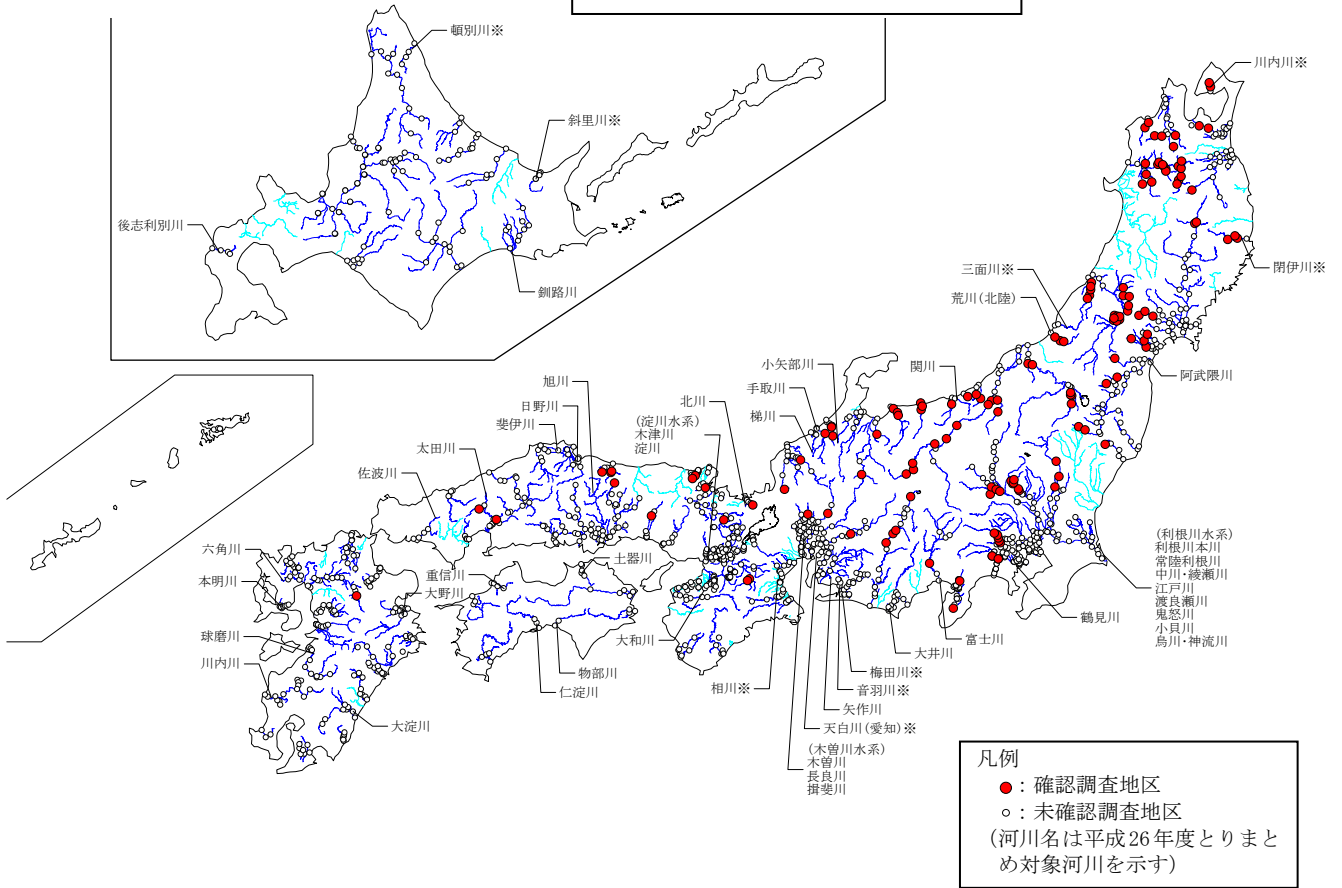 頓別川※
斜里川※
後志利別川
釧路川
川内川※
閉伊川※
三面川※
荒川(北陸)
阿武隈川
小矢部川
手取川
梯川
関川
北川
(淀川水系)
木津川
淀川
旭川
日野川
斐伊川
太田川
佐波川
六角川
本明川
球磨川
川内川
重信川
大野川
土器川
大和川
物部川
仁淀川
大淀川
相川※
(木曽川水系)
木曽川
長良川
揖斐川
天白川(愛知)※
矢作川
音羽川※
梅田川※
大井川
富士川
鶴見川
(利根川水系)
利根川本川
常陸利根川
中川・綾瀬川
江戸川
渡良瀬川
鬼怒川
小貝川
烏川・神流川
凡例
●：確認調査地区
○：未確認調査地区
(河川名は平成26年度とりまと
め対象河川を示す)